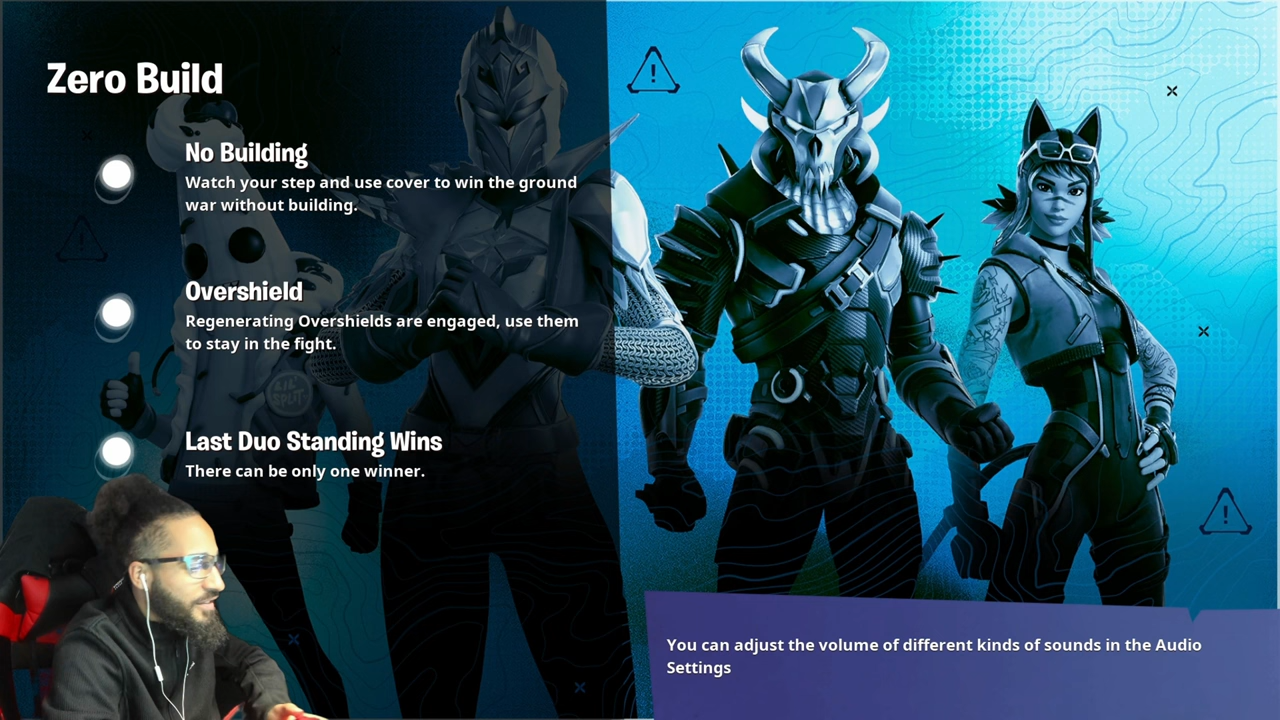 Zero Build
No Building
Watch your step and use cover to win the ground
war without building.
Overshield
Regenerating Overshields are engaged, use them
to stay in the fight.
LIL'
SPLIT
Last Duo Standing Wins
There can be only one winner.
You can adjust the volume of different kinds of sounds in the Audio
Settings